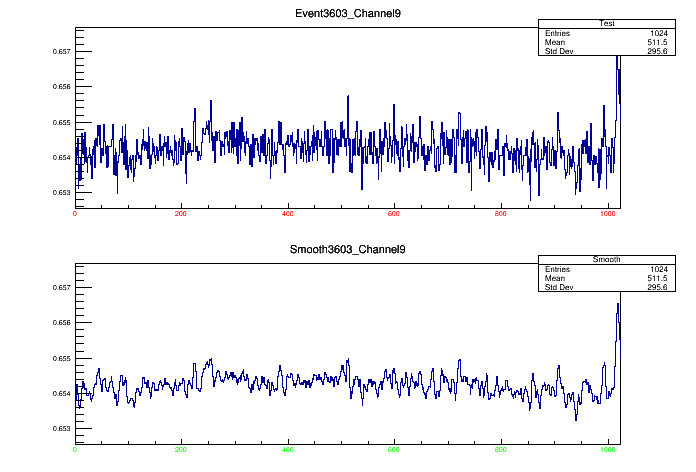 Event3603_Channel9
Test
Entries 1024
Mean 511.5
Std Dev 295.6
0.657
0.656
0.655
0.654
0.653
0 200 400 600 800 1000
Smooth3603_Channel9
Smooth
Entries 1024
Mean 511.5
Std Dev 295.6
0.657
0.656
0.655
0.654
0.653
0 200 400 600 800 1000